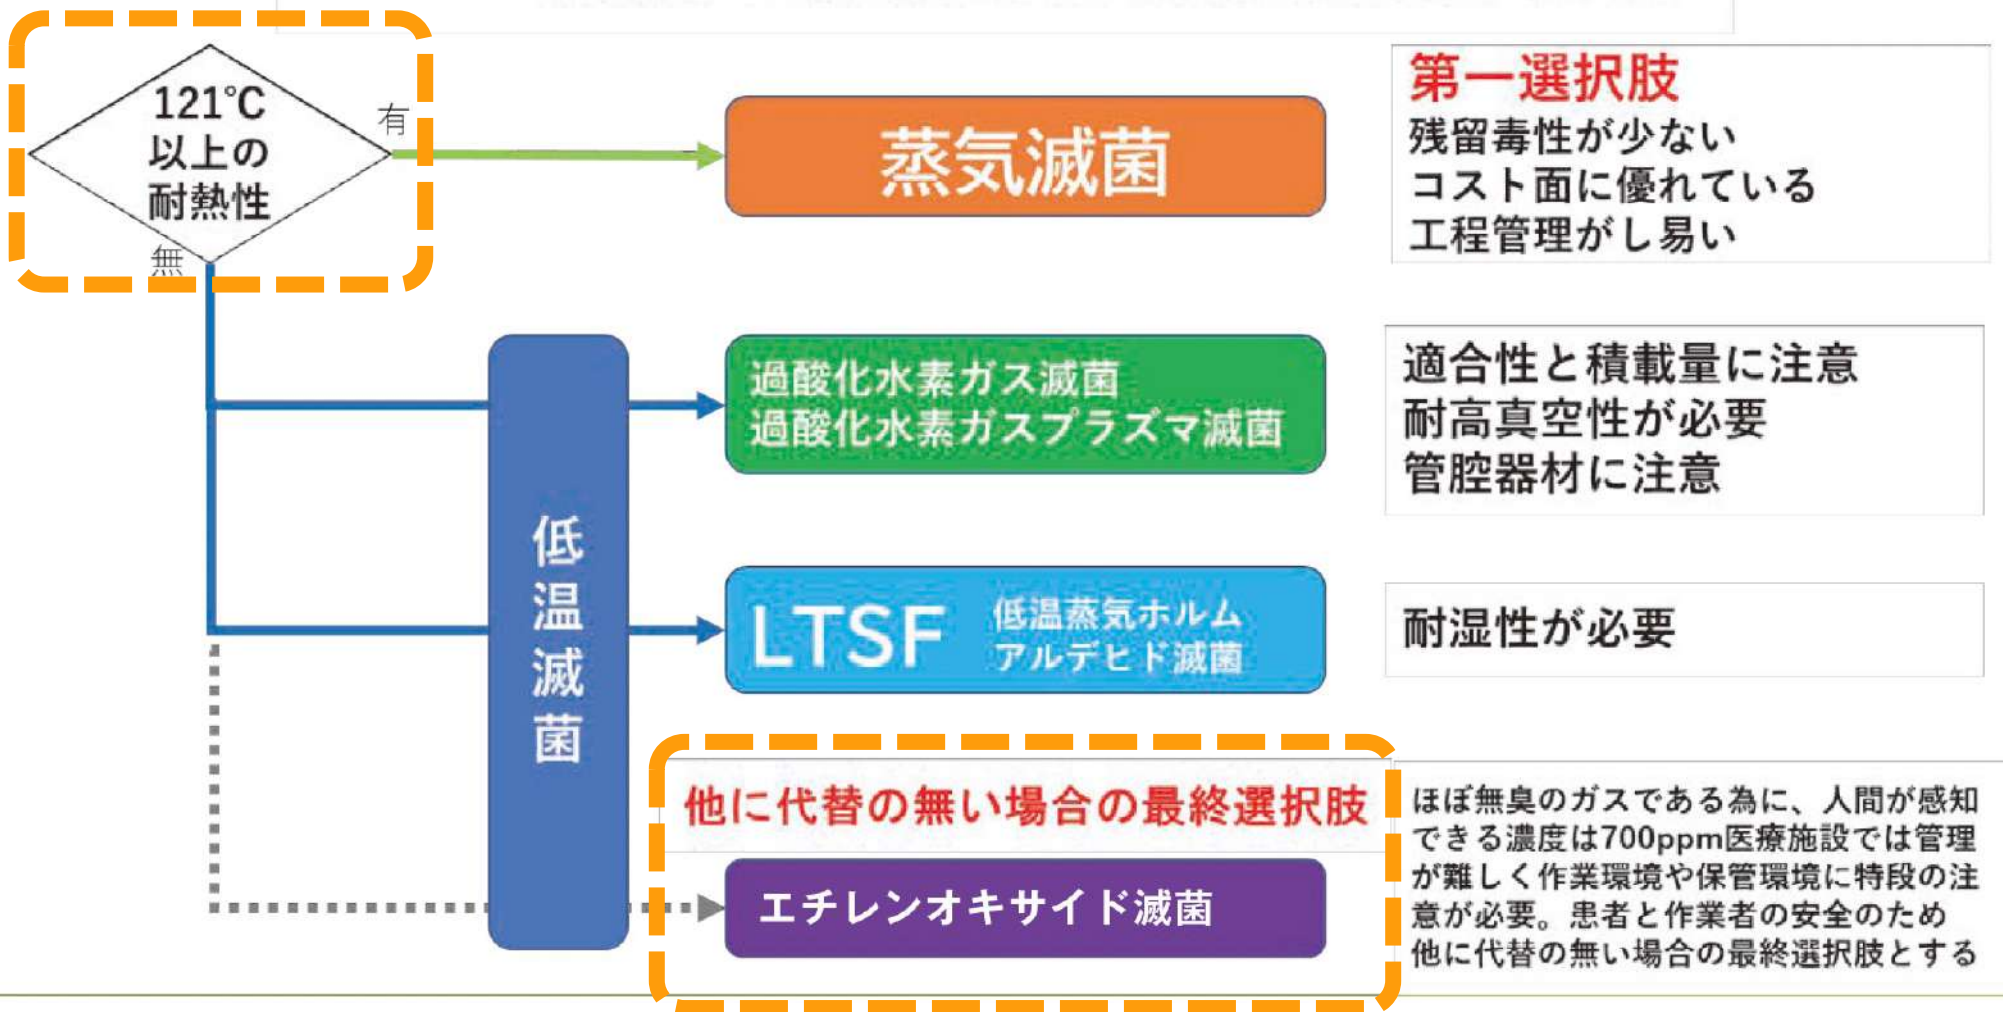 121°C
以上の
耐熱性
有
無
蒸気滅菌
第一選択肢
残留毒性が少ない
コスト面に優れている
工程管理がし易い
低温滅菌
過酸化水素ガス滅菌
過酸化水素ガスプラズマ滅菌
適合性と積載量に注意
耐高真空性が必要
管腔器材に注意
LTSF
低温蒸気ホルム
アルデヒド滅菌
耐湿性が必要
他に代替の無い場合の最終選択肢
エチレンオキサイド滅菌
ほぼ無臭のガスである為に、人間が感知
できる濃度は700ppm医療施設では管理
が難しく作業環境や保管環境に特段の注
意が必要。患者と作業者の安全のため
他に代替の無い場合の最終選択肢とする